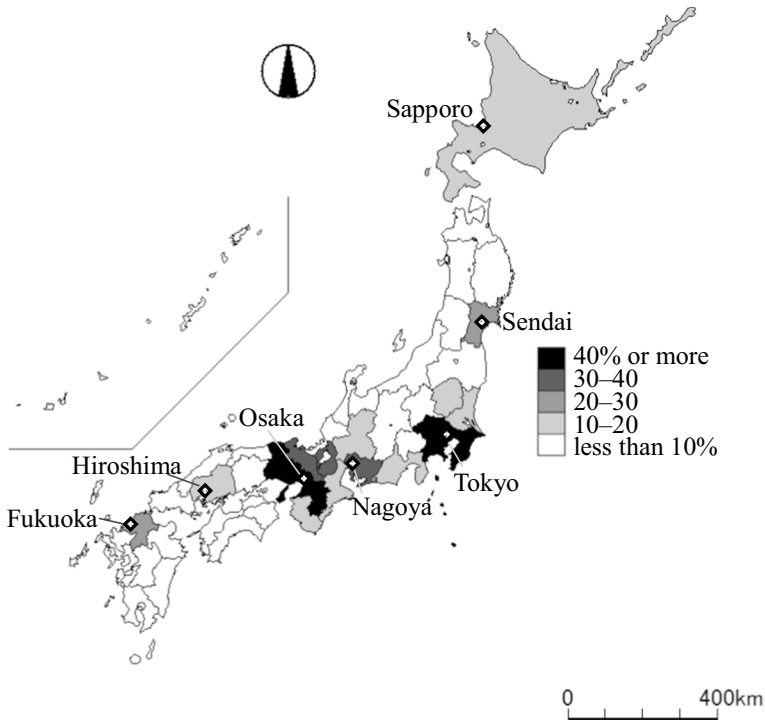 Sapporo
Sendai
40% or more
30–40
20–30
10–20
less than 10%
Osaka
Hiroshima
Tokyo
Nagoya
Fukuoka
0 400km